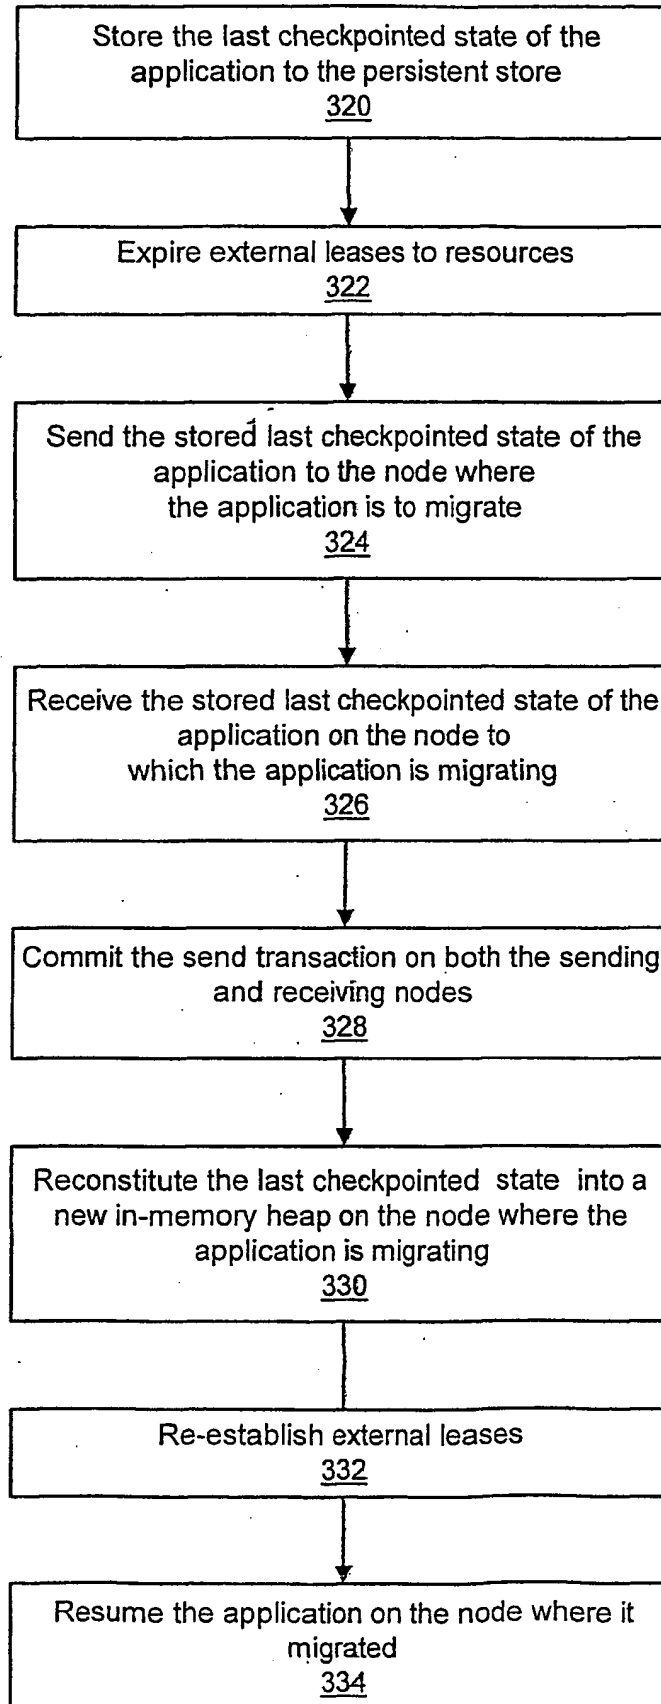 Store the last checkpointed state of the
application to the persistent store
320
Expire external leases to resources
322
Send the stored last checkpointed state of the
application to the node where
the application is to migrate
324
Receive the stored last checkpointed state of the
application on the node to
which the application is migrating
326
Commit the send transaction on both the sending
and receiving nodes
328
Reconstitute the last checkpointed state into a
new in-memory heap on the node where the
application is migrating
330
Re-establish external leases
332
Resume the application on the node where it
migrated
334